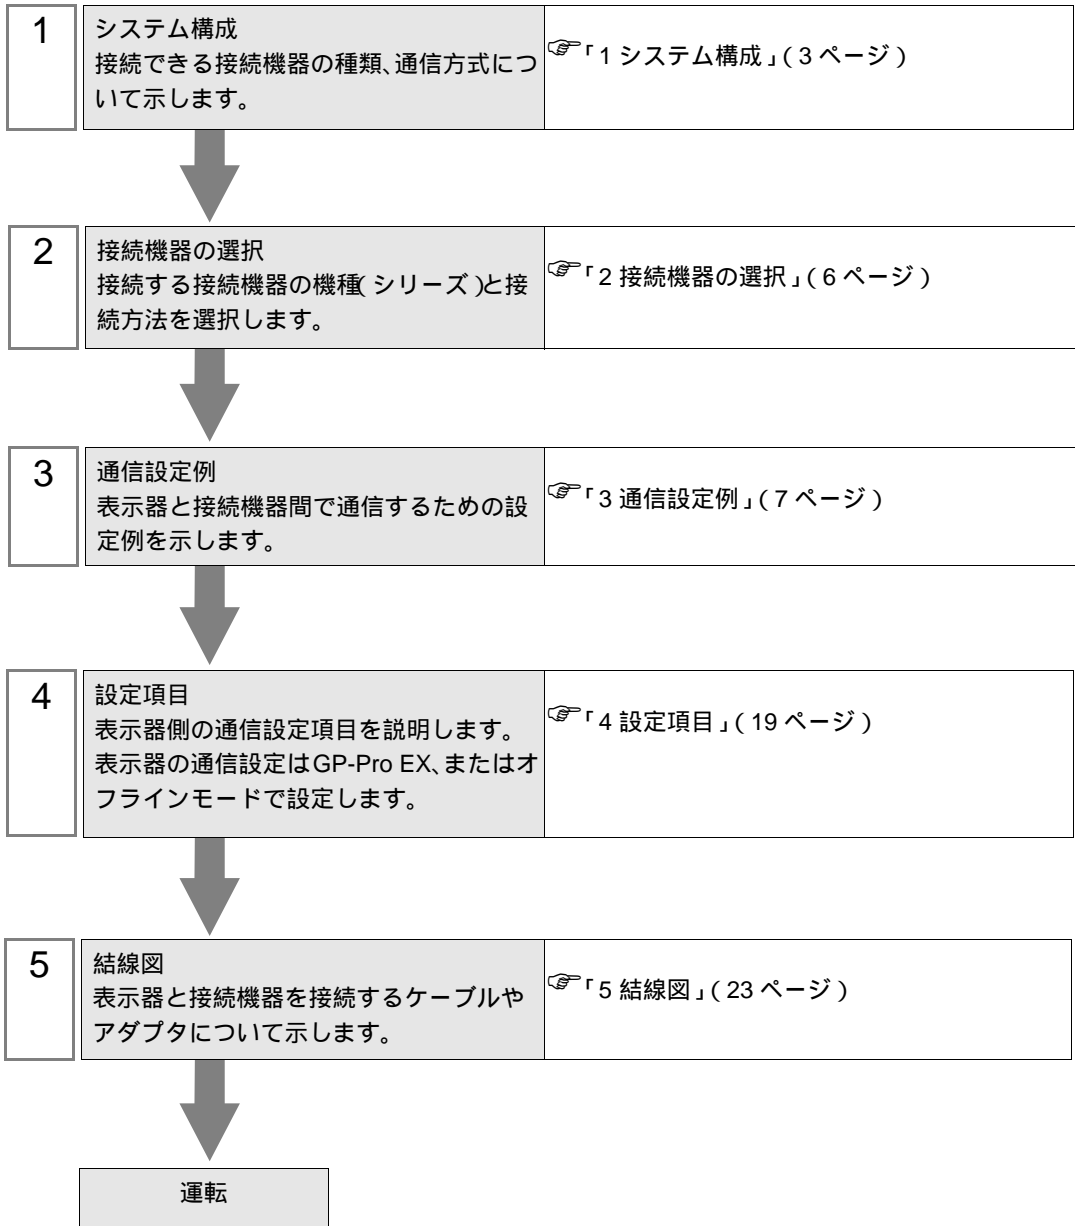 1
システム構成
接続できる接続機器の種類、通信方式につ
いて示します。
☞「1 システム構成」( 3 ページ )
2
接続機器の選択
接続する接続機器の機種( シリーズ )と接
続方法を選択します。
☞「2 接続機器の選択」( 6 ページ )
3
通信設定例
表示器と接続機器間で通信するための設
定例を示します。
☞「3 通信設定例」( 7 ページ )
4
設定項目
表示器側の通信設定項目を説明します。
表示器の通信設定はGP-Pro EX、またはオ
フラインモードで設定します。
☞「4 設定項目」( 19 ページ )
5
結線図
表示器と接続機器を接続するケーブルや
アダプタについて示します。
☞「5 結線図」( 23 ページ )
運転